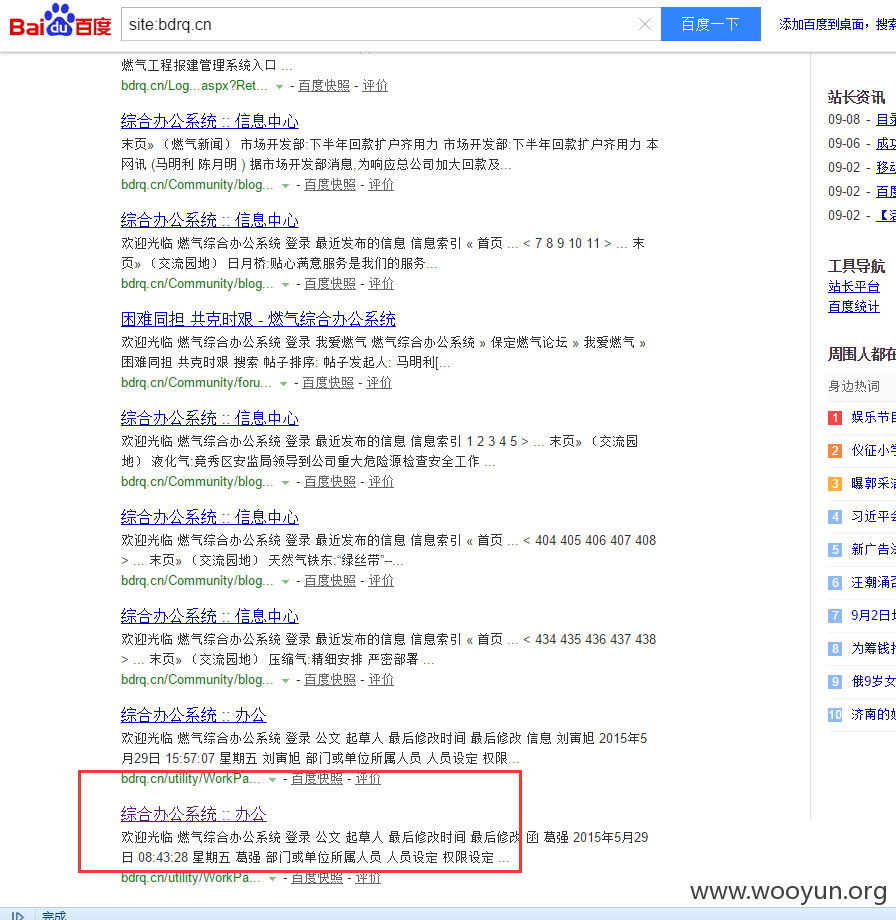 Bai du 百度
site:bdrq.cn
百度一下
添加百度到桌面，搜索
燃气工程报建管理系统入口 ...
bdrq.cn/Log...aspx?Ret... - 百度快照 - 评价
综合办公系统 :: 信息中心
末页» （燃气新闻） 市场开发部:下半年回款扩户齐用力 市场开发部:下半年回款扩户齐用力 本
网讯 (马明利 陈月明 ) 据市场开发部消息,为响应总公司加大回款及...
bdrq.cn/Community/blog... - 百度快照 - 评价
综合办公系统 :: 信息中心
欢迎光临 燃气综合办公系统 登录 最近发布的信息 信息索引 « 首页 ... < 7 8 9 10 11 > ... 末
页» （交流园地） 日月桥:贴心满意服务是我们的服务...
bdrq.cn/Community/blog... - 百度快照 - 评价
困难同担 共克时艰 - 燃气综合办公系统
欢迎光临 燃气综合办公系统 登录 我爱燃气 燃气综合办公系统 » 保定燃气论坛 » 我爱燃气 »
困难同担 共克时艰 搜索 帖子排序: 帖子发起人: 马明利[...
bdrq.cn/Community/foru... - 百度快照 - 评价
综合办公系统 :: 信息中心
欢迎光临 燃气综合办公系统 登录 最近发布的信息 信息索引 1 2 3 4 5 > ... 末页» （交流园
地） 液化气:竞秀区安监局领导到公司重大危险源检查安全工作 ...
bdrq.cn/Community/blog... - 百度快照 - 评价
综合办公系统 :: 信息中心
欢迎光临 燃气综合办公系统 登录 最近发布的信息 信息索引 « 首页 ... < 404 405 406 407 408
> ... 末页» （交流园地） 天然气铁东:“绿丝带”--...
bdrq.cn/Community/blog... - 百度快照 - 评价
综合办公系统 :: 信息中心
欢迎光临 燃气综合办公系统 登录 最近发布的信息 信息索引 « 首页 ... < 434 435 436 437 438
> ... 末页» （交流园地） 压缩气:精细安排 严密部署 ...
bdrq.cn/Community/blog... - 百度快照 - 评价
综合办公系统 :: 办公
欢迎光临 燃气综合办公系统 登录 公文 起草人 最后修改时间 最后修改 信息 刘寅旭 2015年5
月29日 15:57:07 星期五 刘寅旭 部门或单位所属人员 人员设定 权限...
bdrq.cn/utility/WorkPa... - 百度快照 - 评价
综合办公系统 :: 办公
欢迎光临 燃气综合办公系统 登录 公文 起草人 最后修改时间 最后修改 函 葛强 2015年5月29
日 08:43:28 星期五 葛强 部门或单位所属人员 人员设定 权限设定 ...
bdrq.cn/utility/WorkPa... - 百度快照 - 评价
站长资讯
09-08 - 目录
09-06 - 成功
09-02 - 移动
09-02 - 百度
09-02 - 【活
工具导航
站长平台
百度统计
周围人都在
身边热词
1 娱乐节目
2 仪征小学
3 曝郭采洁
4 习近平会
5 新广告法
6 汪潮涌否
7 9月2日
8 为筹钱
9 俄9岁女
10 济南的
www.wooyun.org
完成